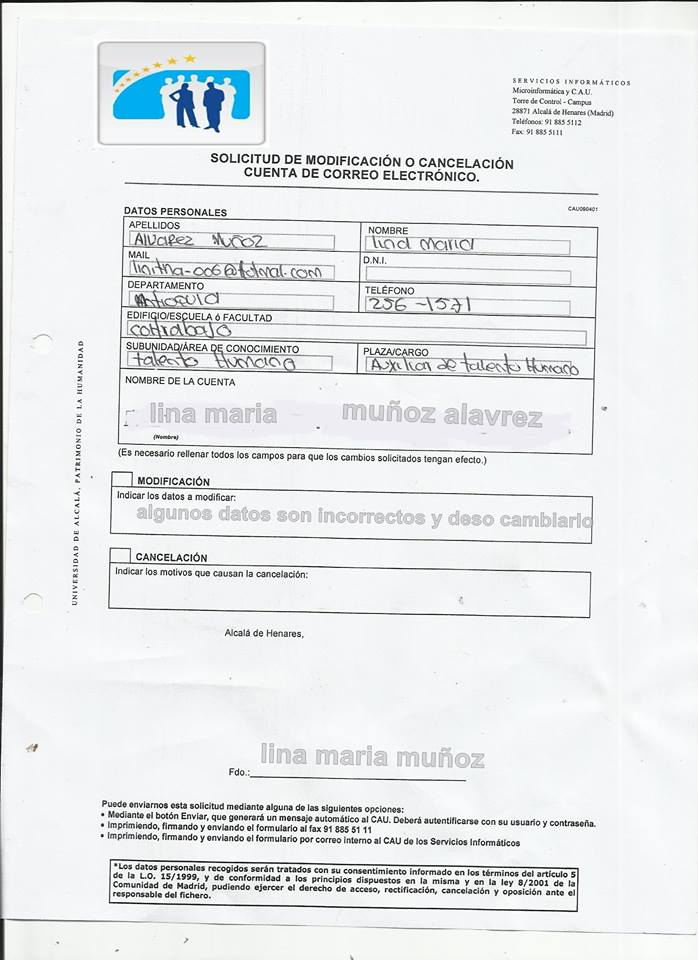 SERVICIOS INFORMÁTICOS
Microinformática y C.A.U.
Torre de Control - Campus
28871 Alcalá de Henares (Madrid)
Teléfonos: 91 885 5112
Fax: 91 885 5111
SOLICITUD DE MODIFICACIÓN O CANCELACIÓN
CUENTA DE CORREO ELECTRÓNICO.
CAU090401
DATOS PERSONALES
APELLIDOS
Alvarez Muñoz
NOMBRE
lina maria
MAIL
linitha-006@hotmail.com
D.N.I.
DEPARTAMENTO
Antioquia
TELÉFONO
256-1571
EDIFICIO/ESCUELA ó FACULTAD
cotrabajo
SUBUNIDAD/ÁREA DE CONOCIMIENTO
talento Humano
PLAZA/CARGO
Auxiliar de talento Humano
NOMBRE DE LA CUENTA
lina maria muñoz alavrez
(Nombre)
(Es necesario rellenar todos los campos para que los cambios solicitados tengan efecto.)
MODIFICACIÓN
Indicar los datos a modificar:
algunos datos son incorrectos y deso cambiarlo
CANCELACIÓN
Indicar los motivos que causan la cancelación:
Alcalá de Henares,
lina maria muñoz
Fdo.:
Puede enviarnos esta solicitud mediante alguna de las siguientes opciones:
• Mediante el botón Enviar, que generará un mensaje automático al CAU. Deberá autentificarse con su usuario y contraseña.
• Imprimiendo, firmando y enviando el formulario al fax 91 885 51 11
• Imprimiendo, firmando y enviando el formulario por correo interno al CAU de los Servicios Informáticos
*Los datos personales recogidos serán tratados con su consentimiento informado en los términos del artículo 5
de la L.O. 15/1999, y de conformidad a los principios dispuestos en la misma y en la ley 8/2001 de la
Comunidad de Madrid, pudiendo ejercer el derecho de acceso, rectificación, cancelación y oposición ante el
responsable del fichero.
UNIVERSIDAD DE ALCALÁ, PATRIMONIO DE LA HUMANIDAD